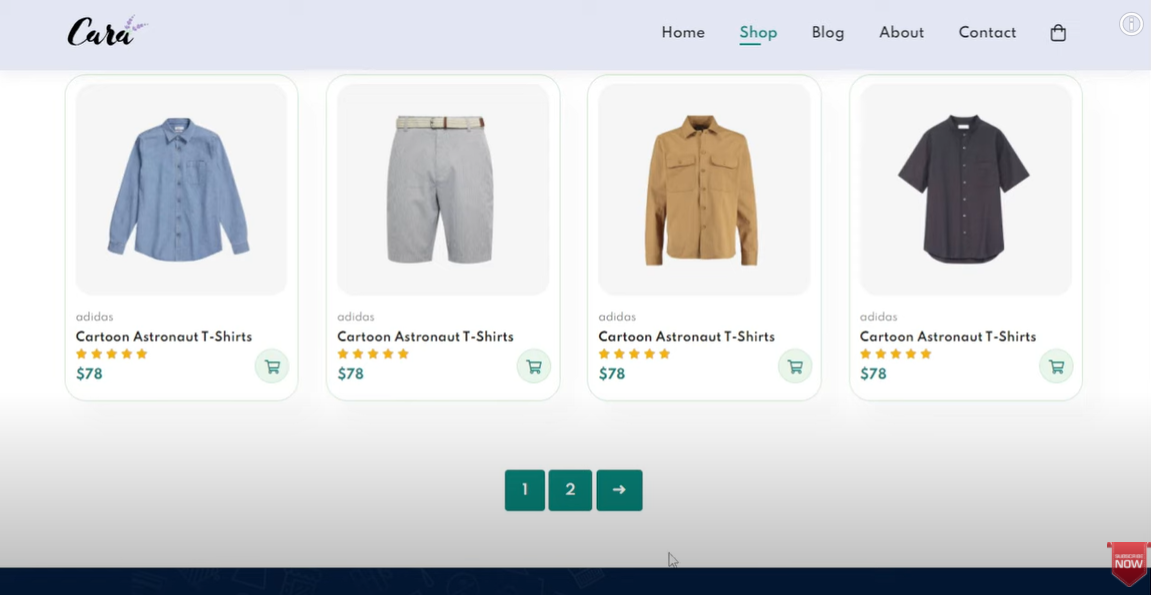 Cara
Home Shop Blog About Contact
adidas adidas adidas adidas
Cartoon Astronaut T-Shirts Cartoon Astronaut T-Shirts Cartoon Astronaut T-Shirts Cartoon Astronaut T-Shirts
$78 $78 $78 $78
1 2 →
SUBSCRIBE
NOW